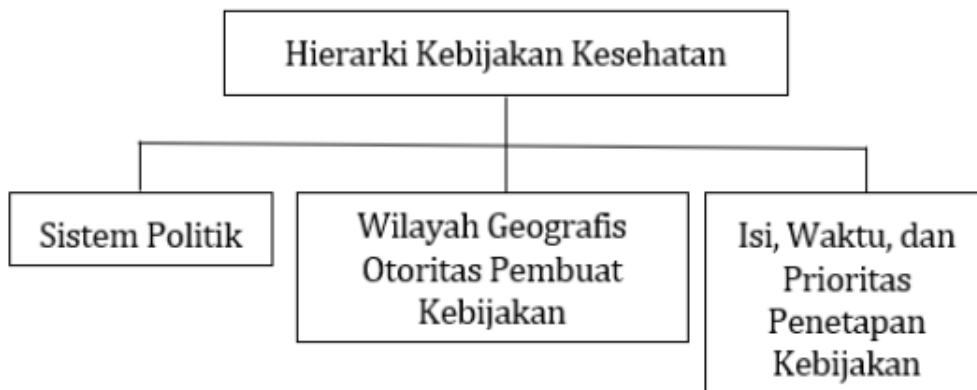 Hierarki Kebijakan Kesehatan
Sistem Politik
Wilayah Geografis
Otoritas Pembuat
Kebijakan
Isi, Waktu, dan
Prioritas
Penetapan
Kebijakan